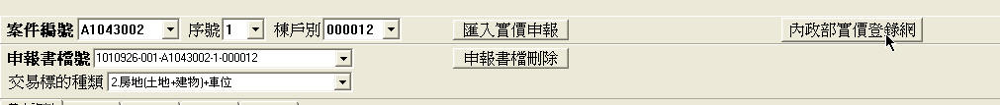 案件編號 A1043002 序號 1 棟戶別 000012 匯入實價申報 內政部實價登錄網
申報書檔號 1010926-001-A1043002-1-000012 申報書檔刪除
交易標的種類 2.房地(土地+建物)+車位